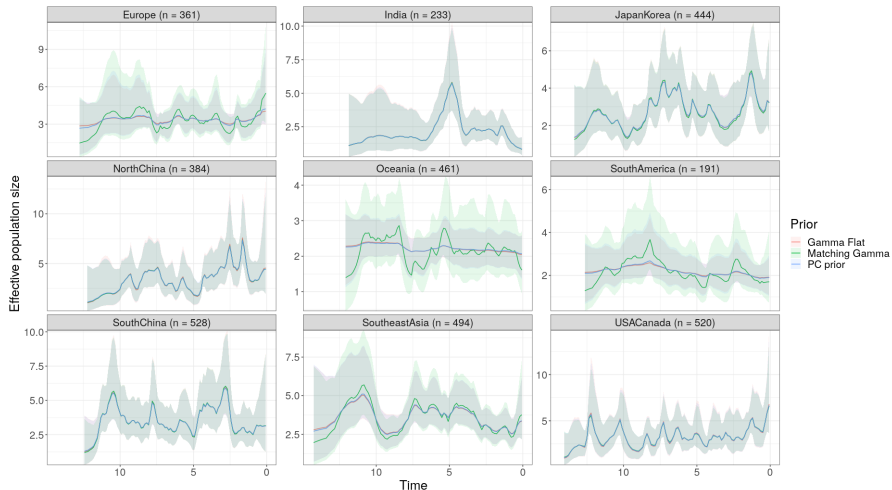 Europe (n = 361)
India (n = 233)
JapanKorea (n = 444)
9
6
3
10.0
7.5
5.0
2.5
6
4
2
NorthChina (n = 384)
Oceania (n = 461)
SouthAmerica (n = 191)
10
5
4
3
2
1
6
4
2
SouthChina (n = 528)
SoutheastAsia (n = 494)
USACanada (n = 520)
10.0
7.5
5.0
2.5
7.5
5.0
2.5
10
5
10 5 0
10 5 0
10 5 0
Time
Effective population size
Prior
Gamma Flat
Matching Gamma
PC prior